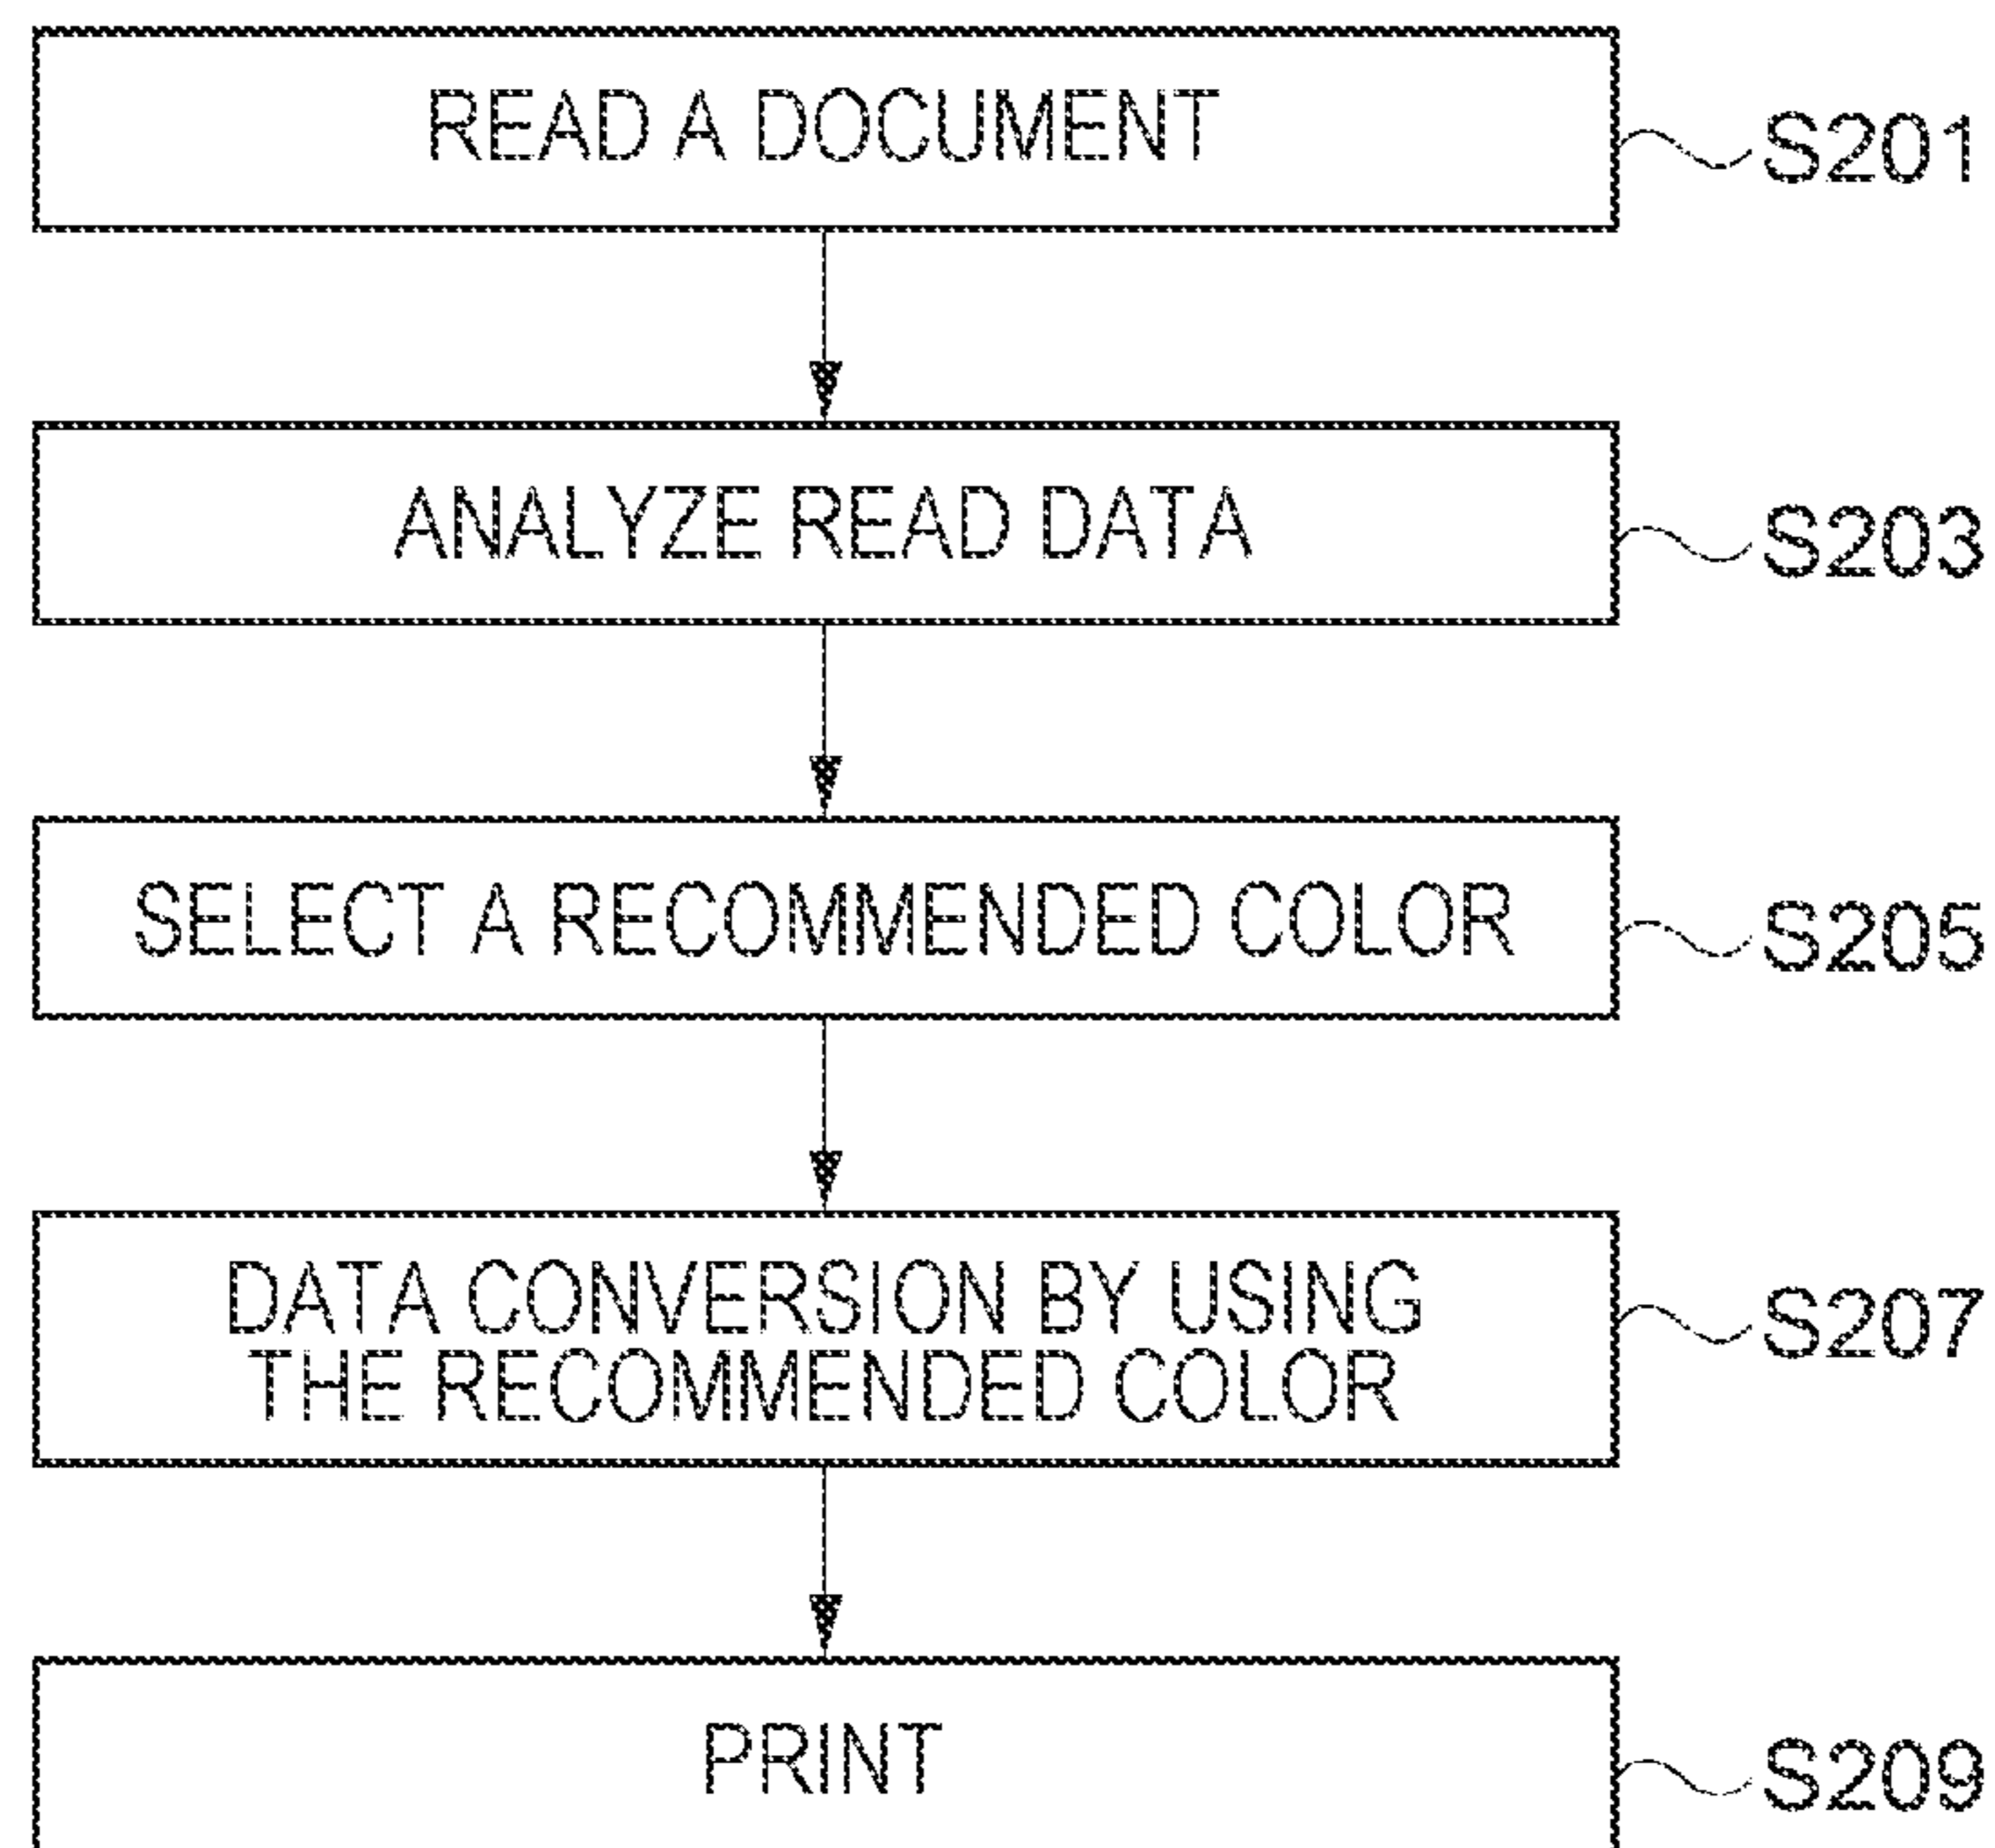 READ A DOCUMENT
S201
ANALYZE READ DATA
S203
SELECT A RECOMMENDED COLOR
S205
DATA CONVERSION BY USING
THE RECOMMENDED COLOR
S207
PRINT
S209